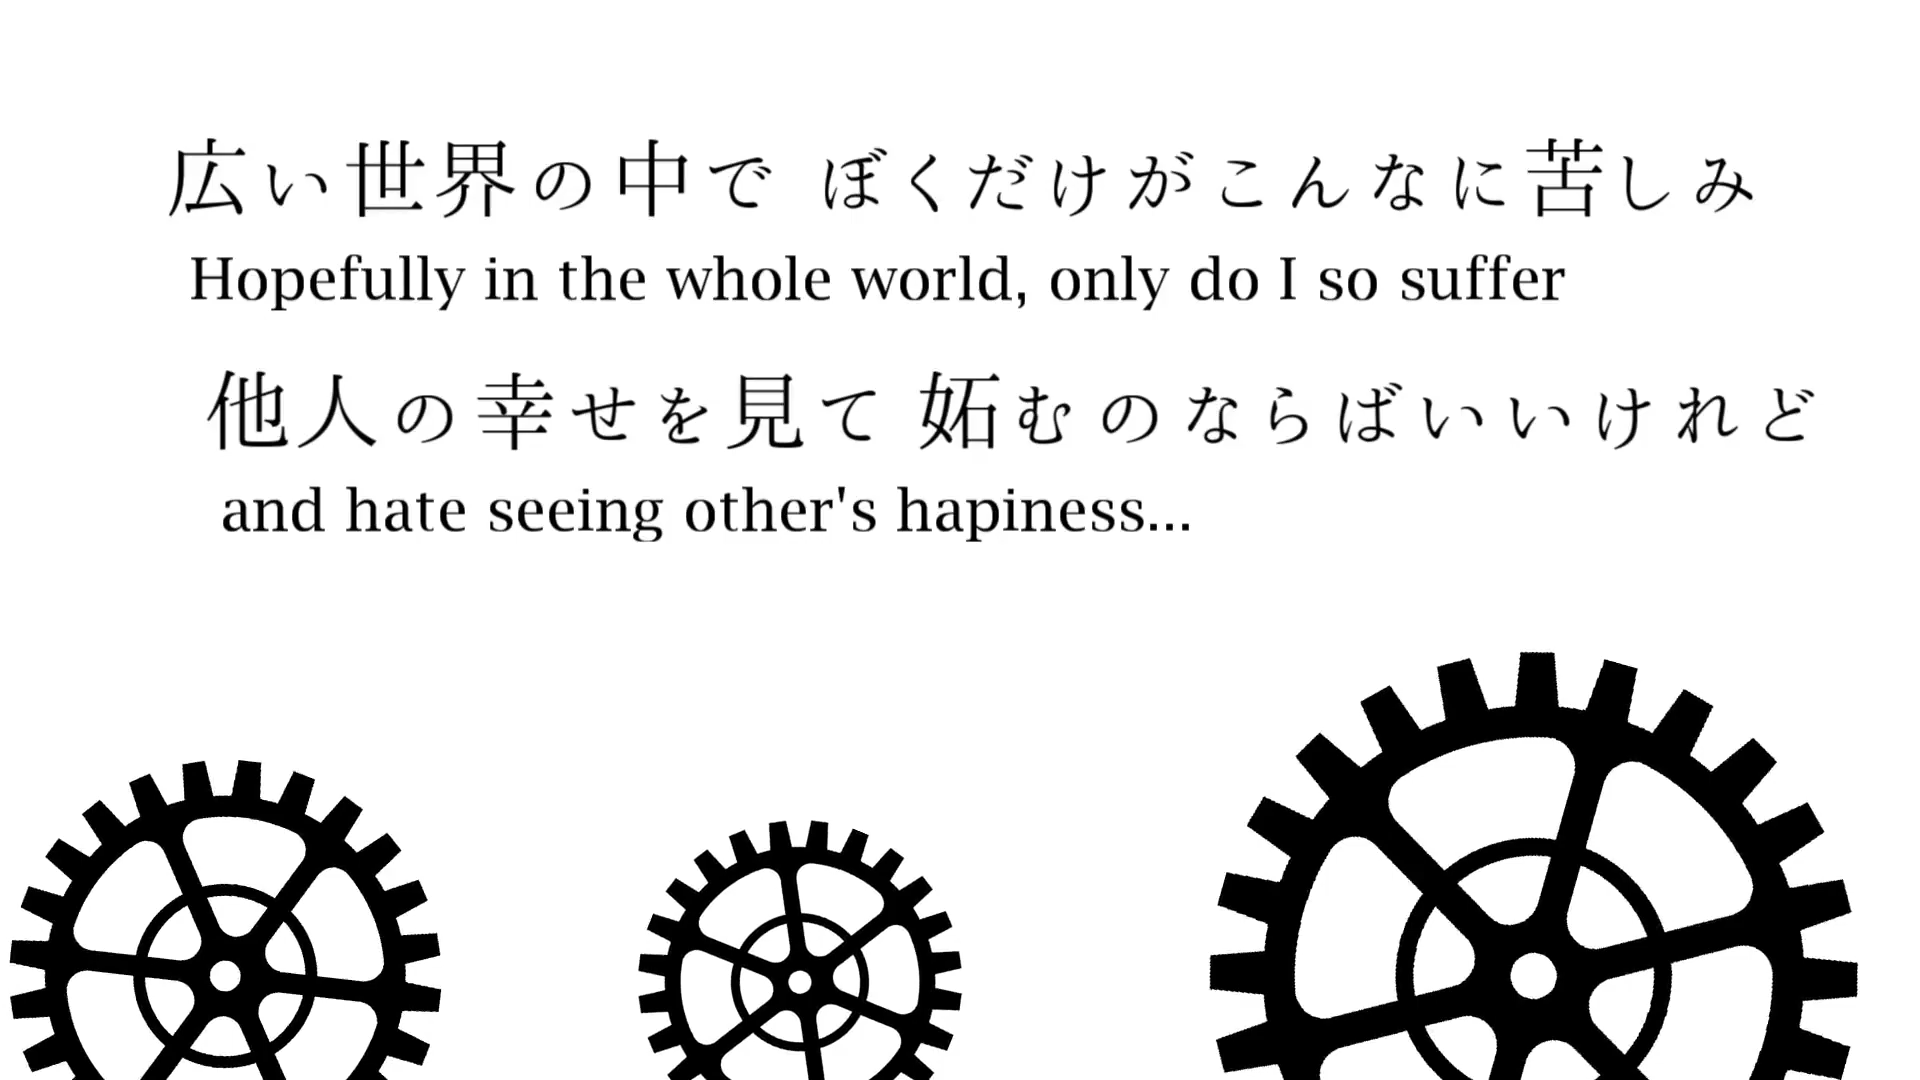 広い世界の中で ぼくだけがこんなに苦しみ
Hopefully in the whole world, only do I so suffer
他人の幸せを見て 妬むのならばいいけれど
and hate seeing other's hapiness...